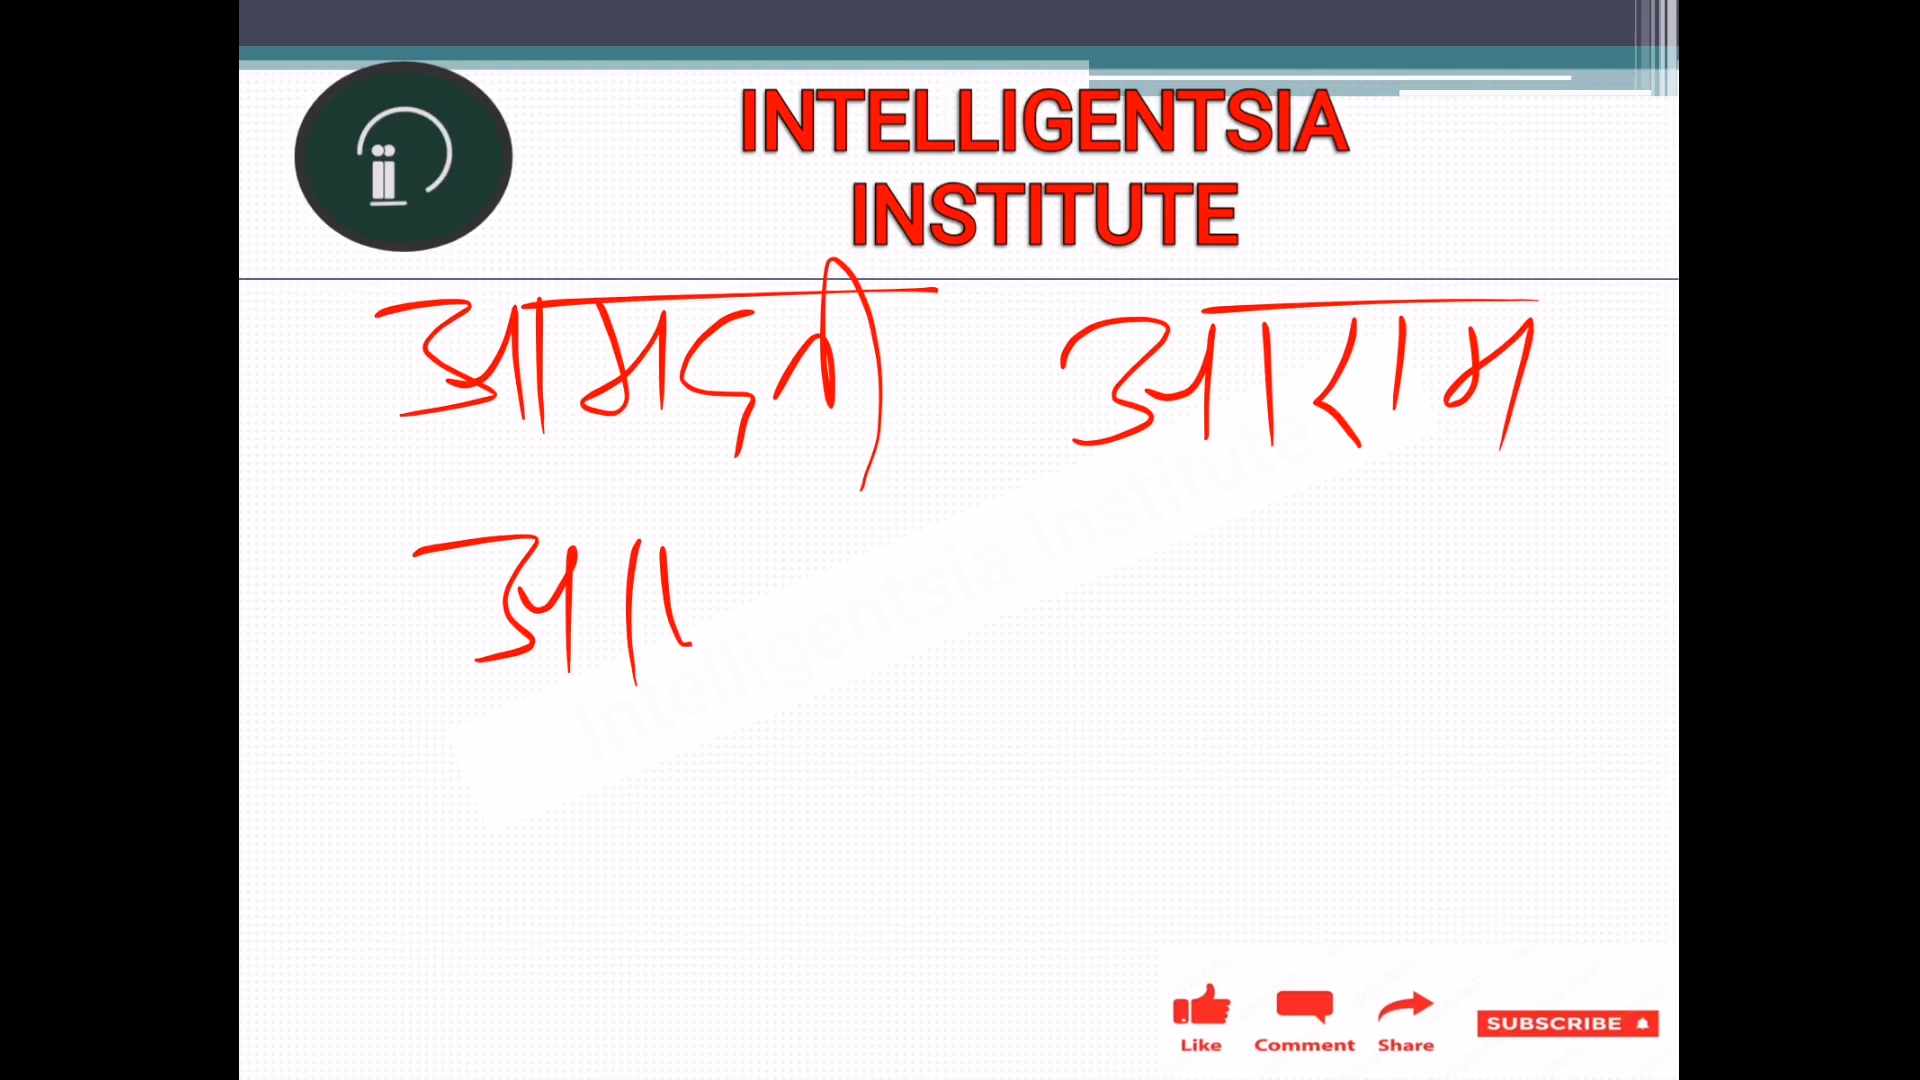 INTELLIGENTSIA
INSTITUTE
आमदनी आराम
आ
Intelligentsia Institute
Like Comment Share SUBSCRIBE